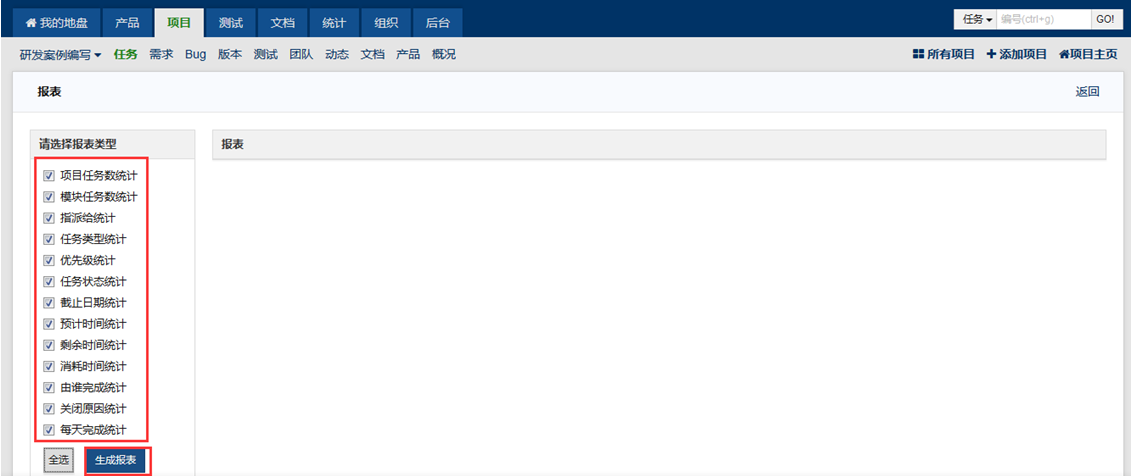 我的地盘 产品 项目 测试 文档 统计 组织 后台 任务 编号(ctrl+g) GO!
研发案例编写 任务 需求 Bug 版本 测试 团队 动态 文档 产品 概况 所有项目 添加项目 项目主页
报表 返回
请选择报表类型 报表
项目任务数统计
模块任务数统计
指派给统计
任务类型统计
优先级统计
任务状态统计
截止日期统计
预计时间统计
剩余时间统计
消耗时间统计
由谁完成统计
关闭原因统计
每天完成统计
全选 生成报表